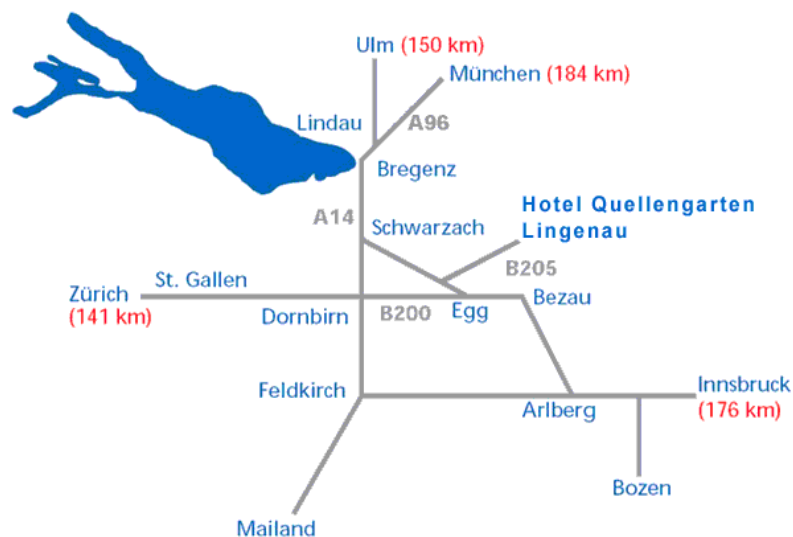 Ulm (150 km)
München (184 km)
Lindau
A96
Bregenz
Hotel Quellengarten
Lingenau
A14
Schwarzach
B205
St. Gallen
Zürich
(141 km)
Dornbirn
B200
Egg
Bezau
Feldkirch
Arlberg
Innsbruck
(176 km)
Bozen
Mailand